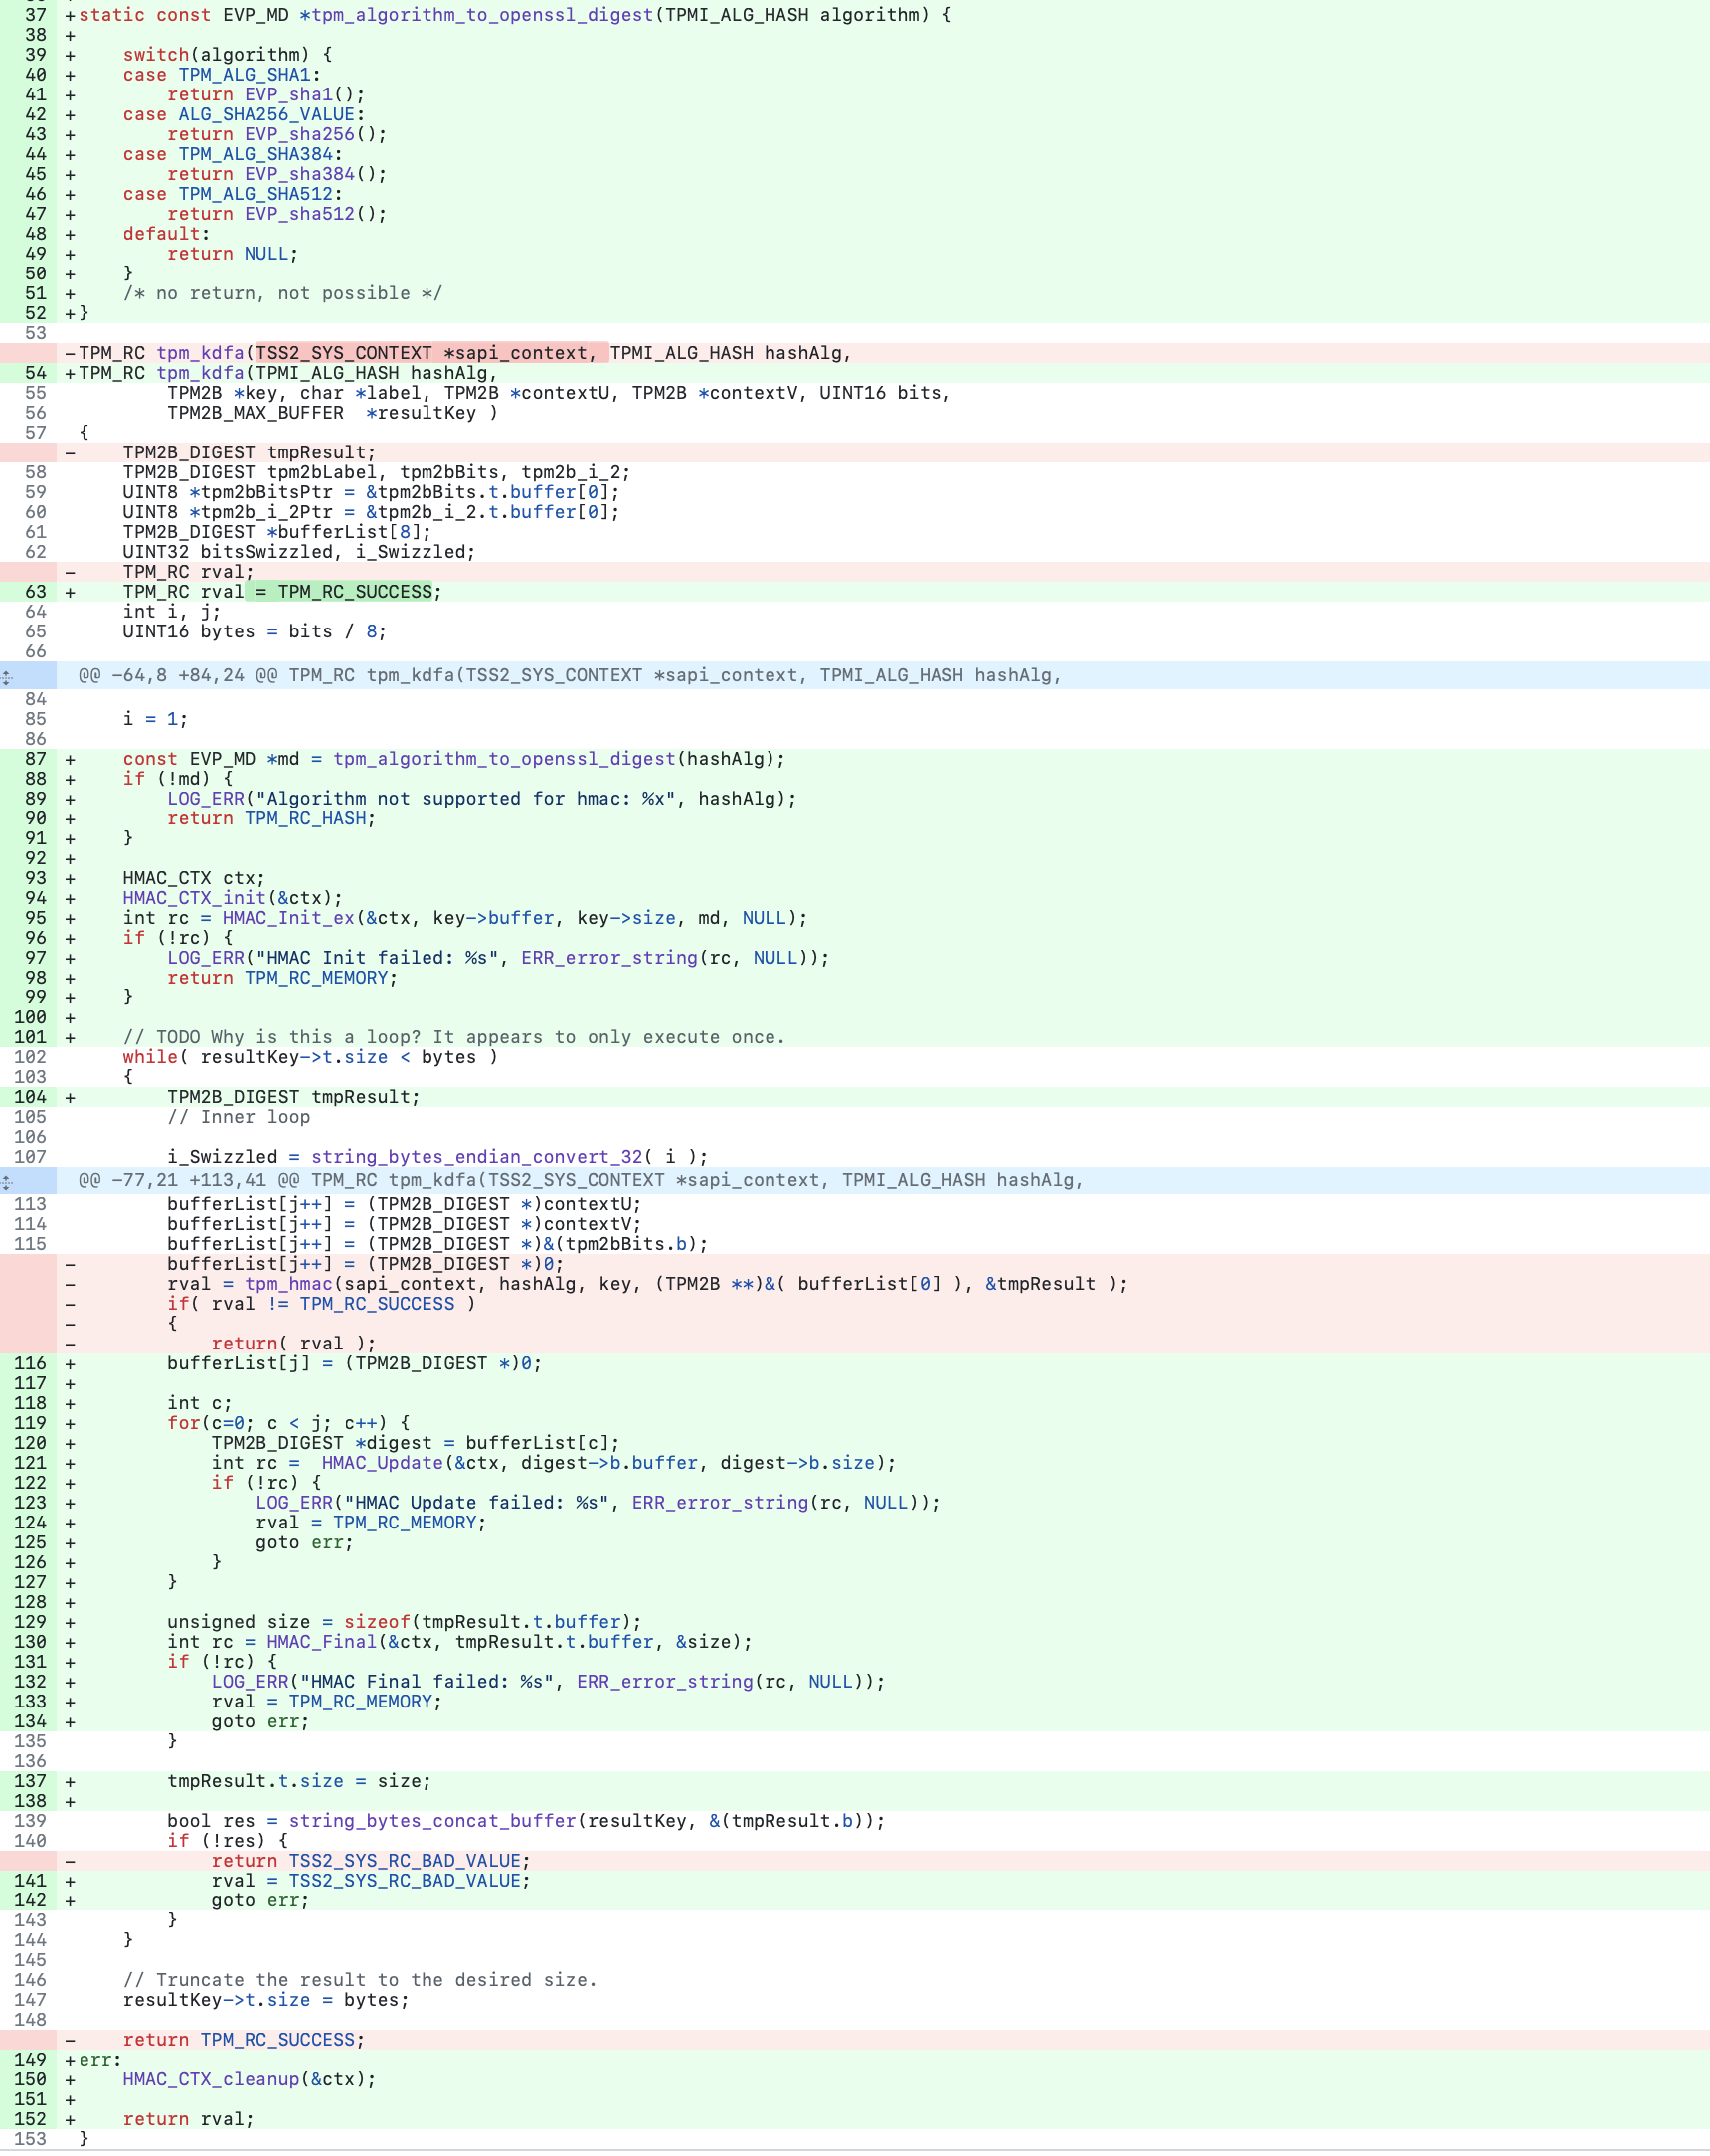 37 +static const EVP_MD *tpm_algorithm_to_openssl_digest(TPMI_ALG_HASH algorithm) {
38 +
39 +    switch(algorithm) {
40 +    case TPM_ALG_SHA1:
41 +        return EVP_sha1();
42 +    case ALG_SHA256_VALUE:
43 +        return EVP_sha256();
44 +    case TPM_ALG_SHA384:
45 +        return EVP_sha384();
46 +    case TPM_ALG_SHA512:
47 +        return EVP_sha512();
48 +    default:
49 +        return NULL;
50 +    }
51 +    /* no return, not possible */
52 +}
53
-TPM_RC tpm_kdfa(TSS2_SYS_CONTEXT *sapi_context, TPMI_ALG_HASH hashAlg,
54 +TPM_RC tpm_kdfa(TPMI_ALG_HASH hashAlg,
55         TPM2B *key, char *label, TPM2B *contextU, TPM2B *contextV, UINT16 bits,
56         TPM2B_MAX_BUFFER  *resultKey )
57 {
-    TPM2B_DIGEST tmpResult;
58     TPM2B_DIGEST tpm2bLabel, tpm2bBits, tpm2b_i_2;
59     UINT8 *tpm2bBitsPtr = &tpm2bBits.t.buffer[0];
60     UINT8 *tpm2b_i_2Ptr = &tpm2b_i_2.t.buffer[0];
61     TPM2B_DIGEST *bufferList[8];
62     UINT32 bitsSwizzled, i_Swizzled;
-    TPM_RC rval;
63 +    TPM_RC rval = TPM_RC_SUCCESS;
64     int i, j;
65     UINT16 bytes = bits / 8;
66
@@ -64,8 +84,24 @@ TPM_RC tpm_kdfa(TSS2_SYS_CONTEXT *sapi_context, TPMI_ALG_HASH hashAlg,
84
85     i = 1;
86
87 +    const EVP_MD *md = tpm_algorithm_to_openssl_digest(hashAlg);
88 +    if (!md) {
89 +        LOG_ERR("Algorithm not supported for hmac: %x", hashAlg);
90 +        return TPM_RC_HASH;
91 +    }
92 +
93 +    HMAC_CTX ctx;
94 +    HMAC_CTX_init(&ctx);
95 +    int rc = HMAC_Init_ex(&ctx, key->buffer, key->size, md, NULL);
96 +    if (!rc) {
97 +        LOG_ERR("HMAC Init failed: %s", ERR_error_string(rc, NULL));
98 +        return TPM_RC_MEMORY;
99 +    }
100 +
101 +    // TODO Why is this a loop? It appears to only execute once.
102     while( resultKey->t.size < bytes )
103     {
104 +        TPM2B_DIGEST tmpResult;
105         // Inner loop
106
107         i_Swizzled = string_bytes_endian_convert_32( i );
@@ -77,21 +113,41 @@ TPM_RC tpm_kdfa(TSS2_SYS_CONTEXT *sapi_context, TPMI_ALG_HASH hashAlg,
113         bufferList[j++] = (TPM2B_DIGEST *)contextU;
114         bufferList[j++] = (TPM2B_DIGEST *)contextV;
115         bufferList[j++] = (TPM2B_DIGEST *)&(tpm2bBits.b);
-        bufferList[j++] = (TPM2B_DIGEST *)0;
-        rval = tpm_hmac(sapi_context, hashAlg, key, (TPM2B **)&( bufferList[0] ), &tmpResult );
-        if( rval != TPM_RC_SUCCESS )
-        {
-            return( rval );
116 +        bufferList[j] = (TPM2B_DIGEST *)0;
117 +
118 +        int c;
119 +        for(c=0; c < j; c++) {
120 +            TPM2B_DIGEST *digest = bufferList[c];
121 +            int rc =  HMAC_Update(&ctx, digest->b.buffer, digest->b.size);
122 +            if (!rc) {
123 +                LOG_ERR("HMAC Update failed: %s", ERR_error_string(rc, NULL));
124 +                rval = TPM_RC_MEMORY;
125 +                goto err;
126 +            }
127 +        }
128 +
129 +        unsigned size = sizeof(tmpResult.t.buffer);
130 +        int rc = HMAC_Final(&ctx, tmpResult.t.buffer, &size);
131 +        if (!rc) {
132 +            LOG_ERR("HMAC Final failed: %s", ERR_error_string(rc, NULL));
133 +            rval = TPM_RC_MEMORY;
134 +            goto err;
135         }
136
137 +        tmpResult.t.size = size;
138 +
139         bool res = string_bytes_concat_buffer(resultKey, &(tmpResult.b));
140         if (!res) {
-            return TSS2_SYS_RC_BAD_VALUE;
141 +            rval = TSS2_SYS_RC_BAD_VALUE;
142 +            goto err;
143         }
144     }
145
146     // Truncate the result to the desired size.
147     resultKey->t.size = bytes;
148
-    return TPM_RC_SUCCESS;
149 +err:
150 +    HMAC_CTX_cleanup(&ctx);
151 +
152 +    return rval;
153 }